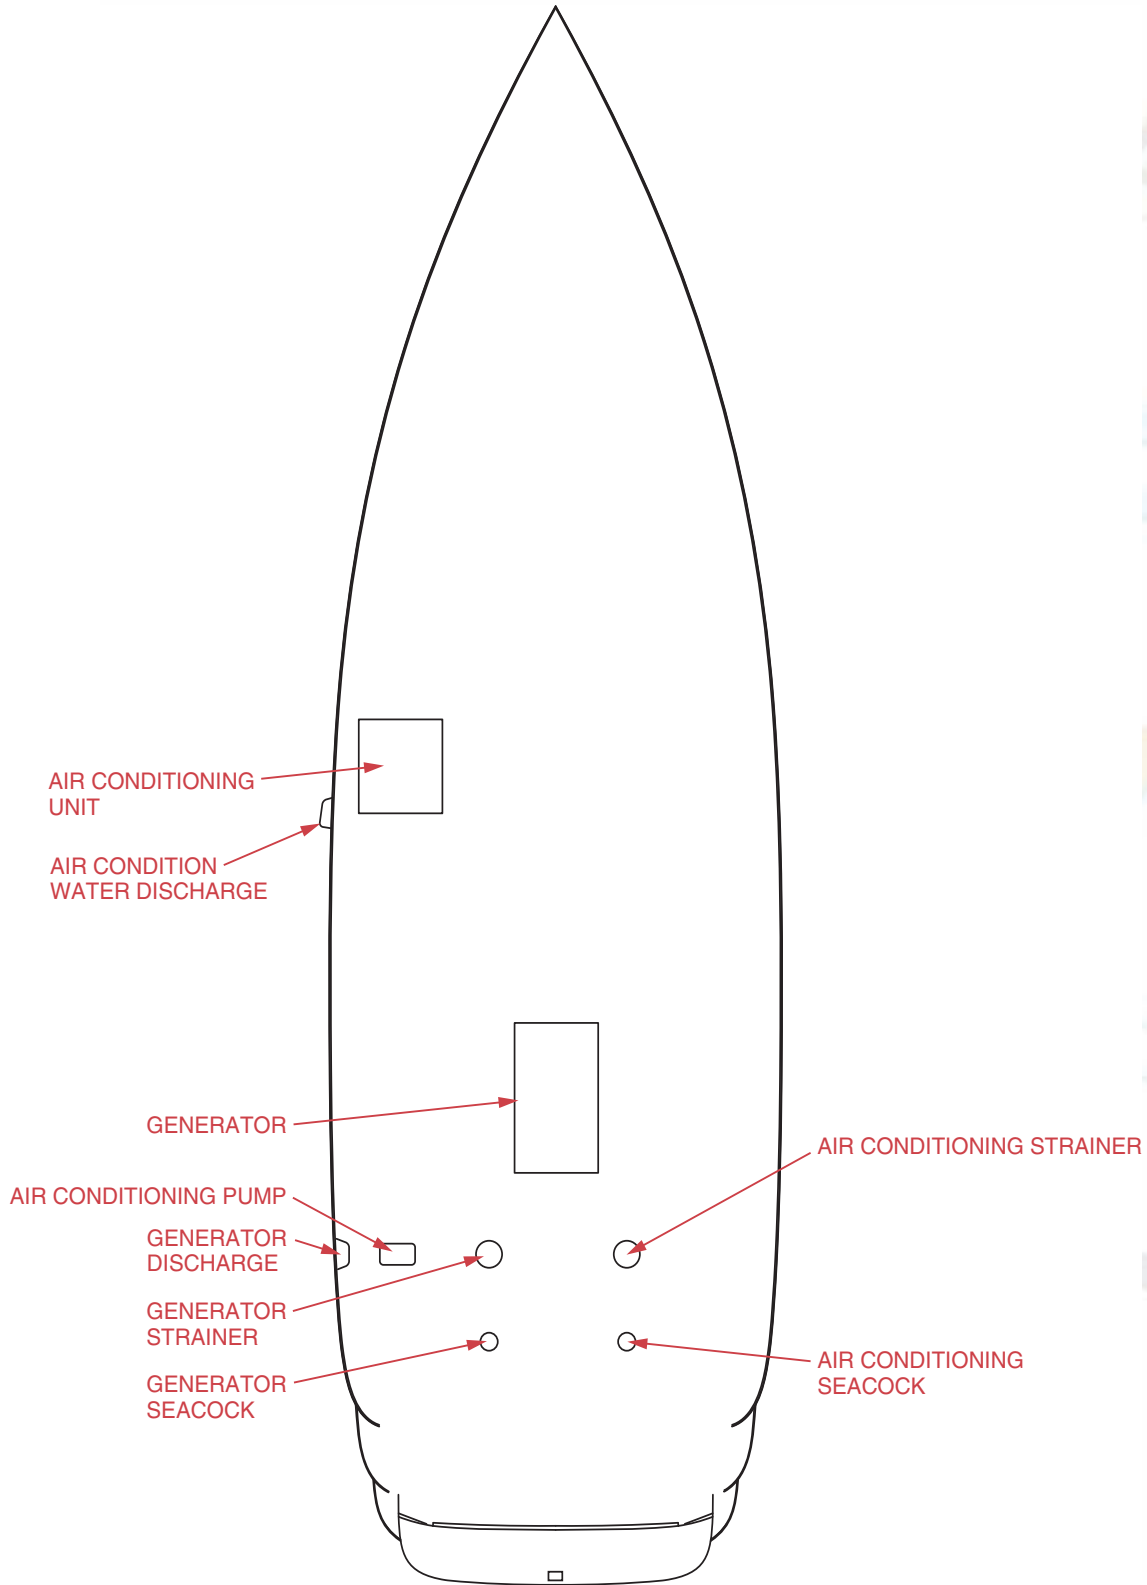 AIR CONDITIONING
UNIT
AIR CONDITION
WATER DISCHARGE
GENERATOR
AIR CONDITIONING STRAINER
AIR CONDITIONING PUMP
GENERATOR
DISCHARGE
GENERATOR
STRAINER
AIR CONDITIONING
SEACOCK
GENERATOR
SEACOCK